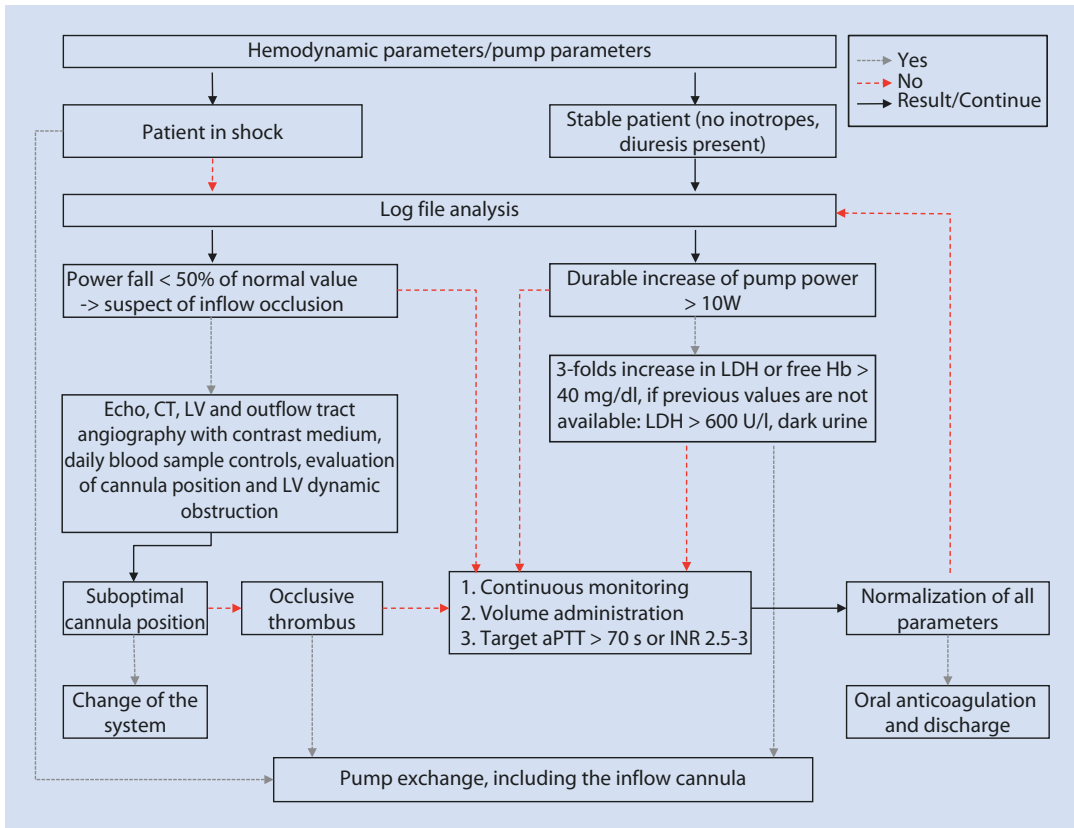 Hemodynamic parameters/pump parameters
Yes
No
Result/Continue
Patient in shock
Stable patient (no inotropes,
diuresis present)
Log file analysis
Power fall < 50% of normal value
-> suspect of inflow occlusion
Durable increase of pump power
> 10W
3-folds increase in LDH or free Hb >
40 mg/dl, if previous values are not
available: LDH > 600 U/l, dark urine
Echo, CT, LV and outflow tract
angiography with contrast medium,
daily blood sample controls, evaluation
of cannula position and LV dynamic
obstruction
Suboptimal
cannula position
Occlusive
thrombus
1. Continuous monitoring
2. Volume administration
3. Target aPTT > 70 s or INR 2.5-3
Normalization of all
parameters
Change of the
system
Oral anticoagulation
and discharge
Pump exchange, including the inflow cannula